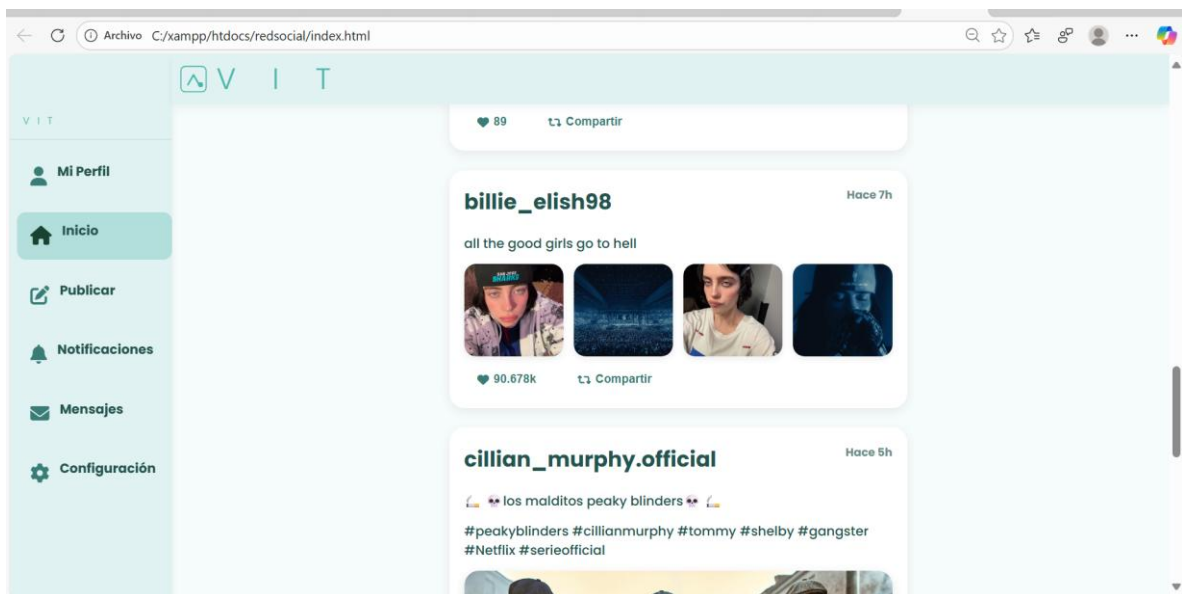 Archivo C:/xampp/htdocs/redsocial/index.html
V I T
V I T
Mi Perfil
Inicio
Publicar
Notificaciones
Mensajes
Configuración
89 Compartir
billie_elish98 Hace 7h
all the good girls go to hell
90.678k Compartir
cillian_murphy.official Hace 5h
🚬 💀los malditos peaky blinders💀 🚬
#peakyblinders #cillianmurphy #tommy #shelby #gangster
#Netflix #serieofficial